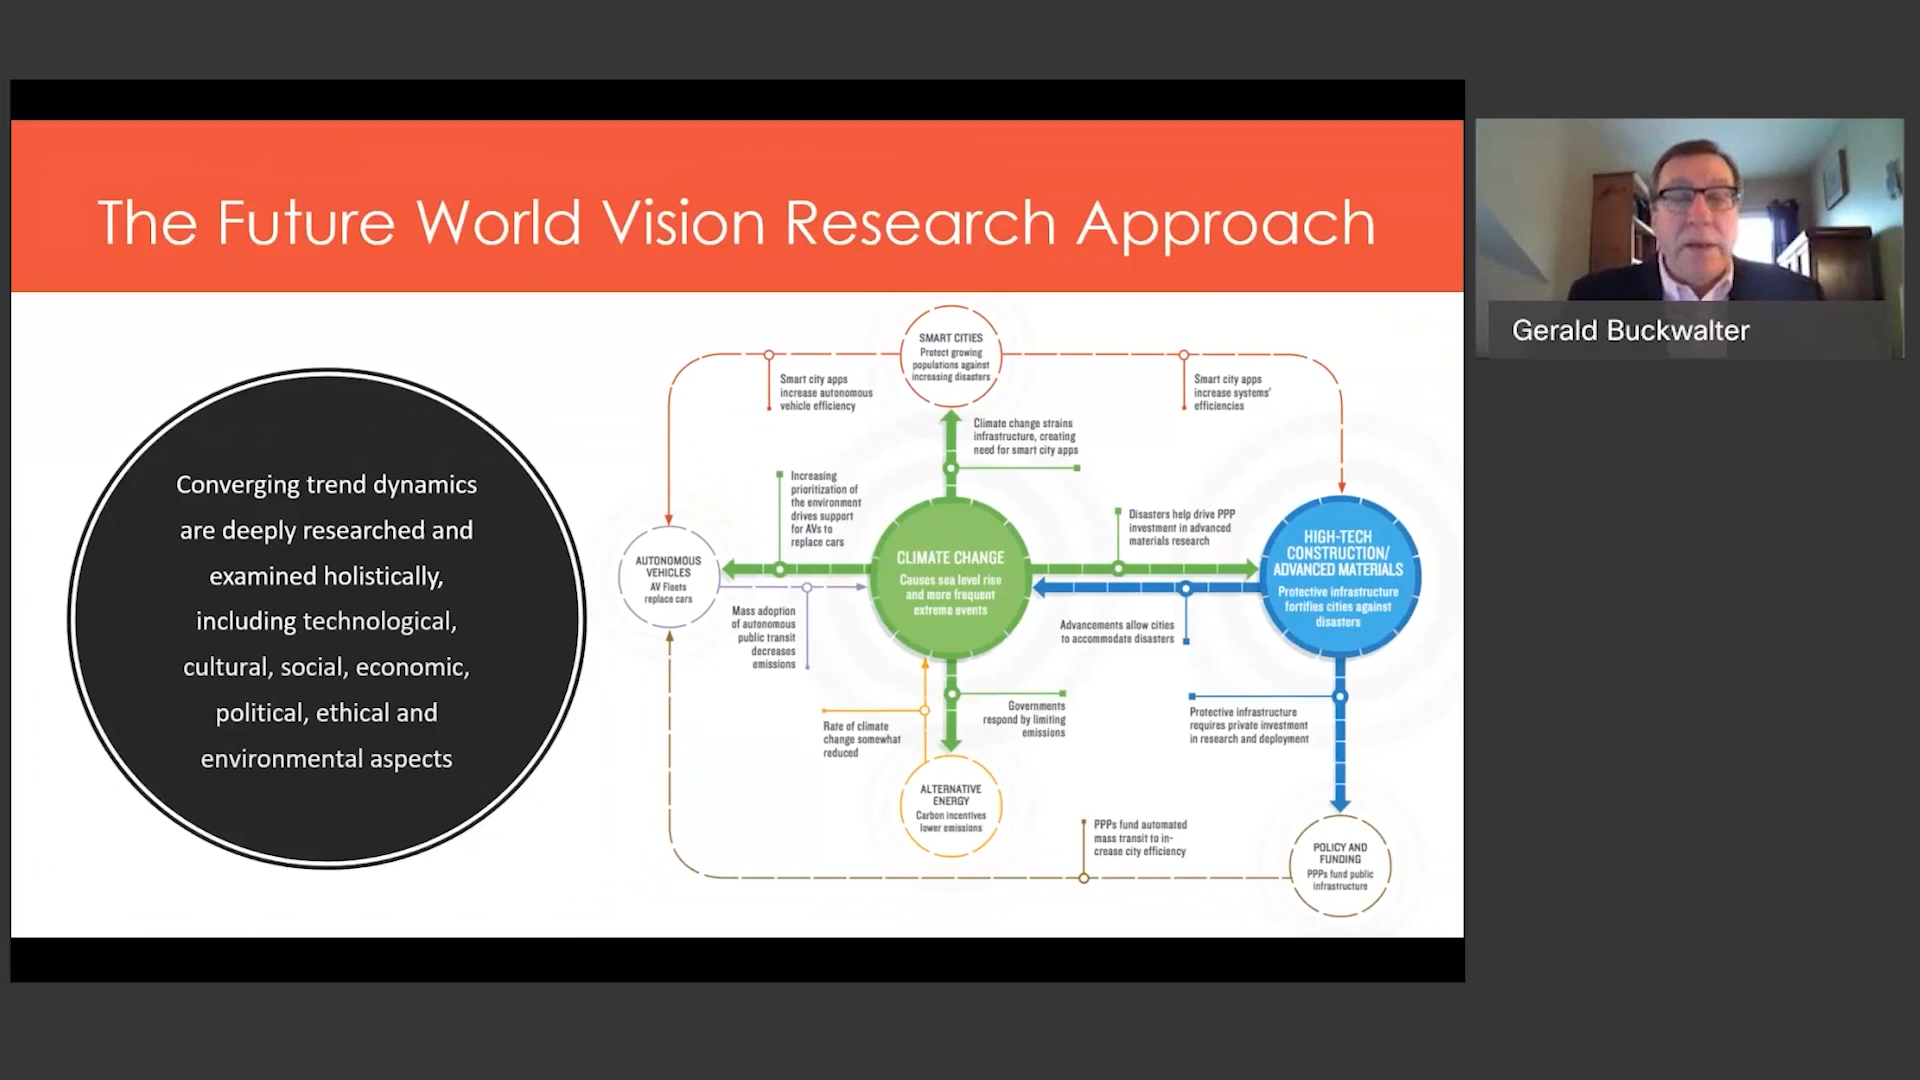 The Future World Vision Research Approach
Gerald Buckwalter
Converging trend dynamics
are deeply researched and
examined holistically,
including technological,
cultural, social, economic,
political, ethical and
environmental aspects
SMART CITIES
Protect growing
populations against
increasing disasters
Smart city apps
increase autonomous
vehicle efficiency
Smart city apps
increase systems'
efficiencies
Climate change strains
infrastructure, creating
need for smart city apps
Increasing
prioritization of
the environment
drives support
for AVs to
replace cars
Disasters help drive PPP
investment in advanced
materials research
AUTONOMOUS
VEHICLES
AV Fleets
replace cars
CLIMATE CHANGE
Causes sea level rise
and more frequent
extreme events
HIGH-TECH
CONSTRUCTION/
ADVANCED MATERIALS
Protective infrastructure
fortifies cities against
disasters
Mass adoption
of autonomous
public transit
decreases
emissions
Advancements allow cities
to accommodate disasters
Rate of climate
change somewhat
reduced
Governments
respond by limiting
emissions
Protective infrastructure
requires private investment
in research and deployment
ALTERNATIVE
ENERGY
Carbon incentives
lower emissions
PPPs fund automated
mass transit to in-
crease city efficiency
POLICY AND
FUNDING
PPPs fund public
infrastructure